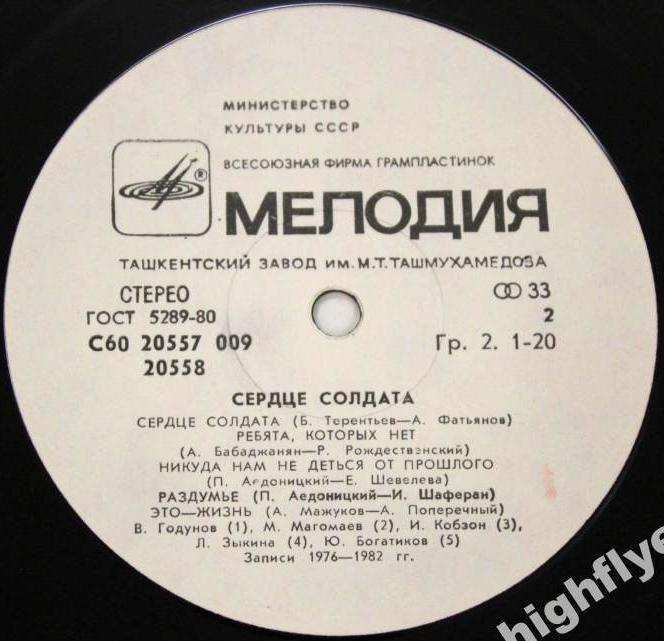 МИНИСТЕРСТВО
КУЛЬТУРЫ СССР
ВСЕСОЮЗНАЯ ФИРМА ГРАМПЛАСТИНОК
®
МЕЛОДИЯ
ТАШКЕНТСКИЙ ЗАВОД ИМ. М.Т. ТАШМУХАМЕДОВА
СТЕРЕО
ГОСТ 5289-80
С60 20557 009
20558
33
2
Гр. 2. 1-20
СЕРДЦЕ СОЛДАТА
СЕРДЦЕ СОЛДАТА (Б. Терентьев—А. Фатьянов)
РЕБЯТА, КОТОРЫХ НЕТ
(А. Бабаджанян—Р. Рождественский)
НИКУДА НАМ НЕ ДЕТЬСЯ ОТ ПРОШЛОГО
(П. Аедоницкий—Е. Шевелева)
РАЗДУМЬЕ (П. Аедоницкий—И. Шаферан)
ЭТО—ЖИЗНЬ (А. Мажуков—А. Поперечный)
В. Годунов (1), М. Магомаев (2), И. Кобзон (3),
Л. Зыкина (4), Ю. Богатиков (5)
Записи 1976—1982 гг.
highflye